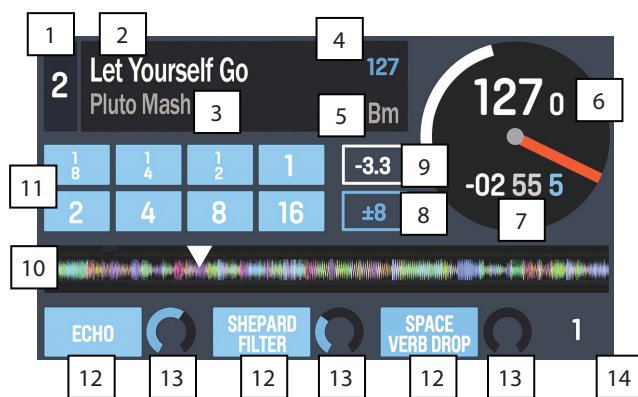 1 2 4
2 Let Yourself Go 127
Pluto Mash 3 5 Bm
127 0 6
-02 55 5
7
1/8 1/4 1/2 1 -3.3 9
11
2 4 8 16 ±8 8
10
ECHO SHEPARD FILTER SPACE VERB DROP 1
12 13 12 13 12 13 14